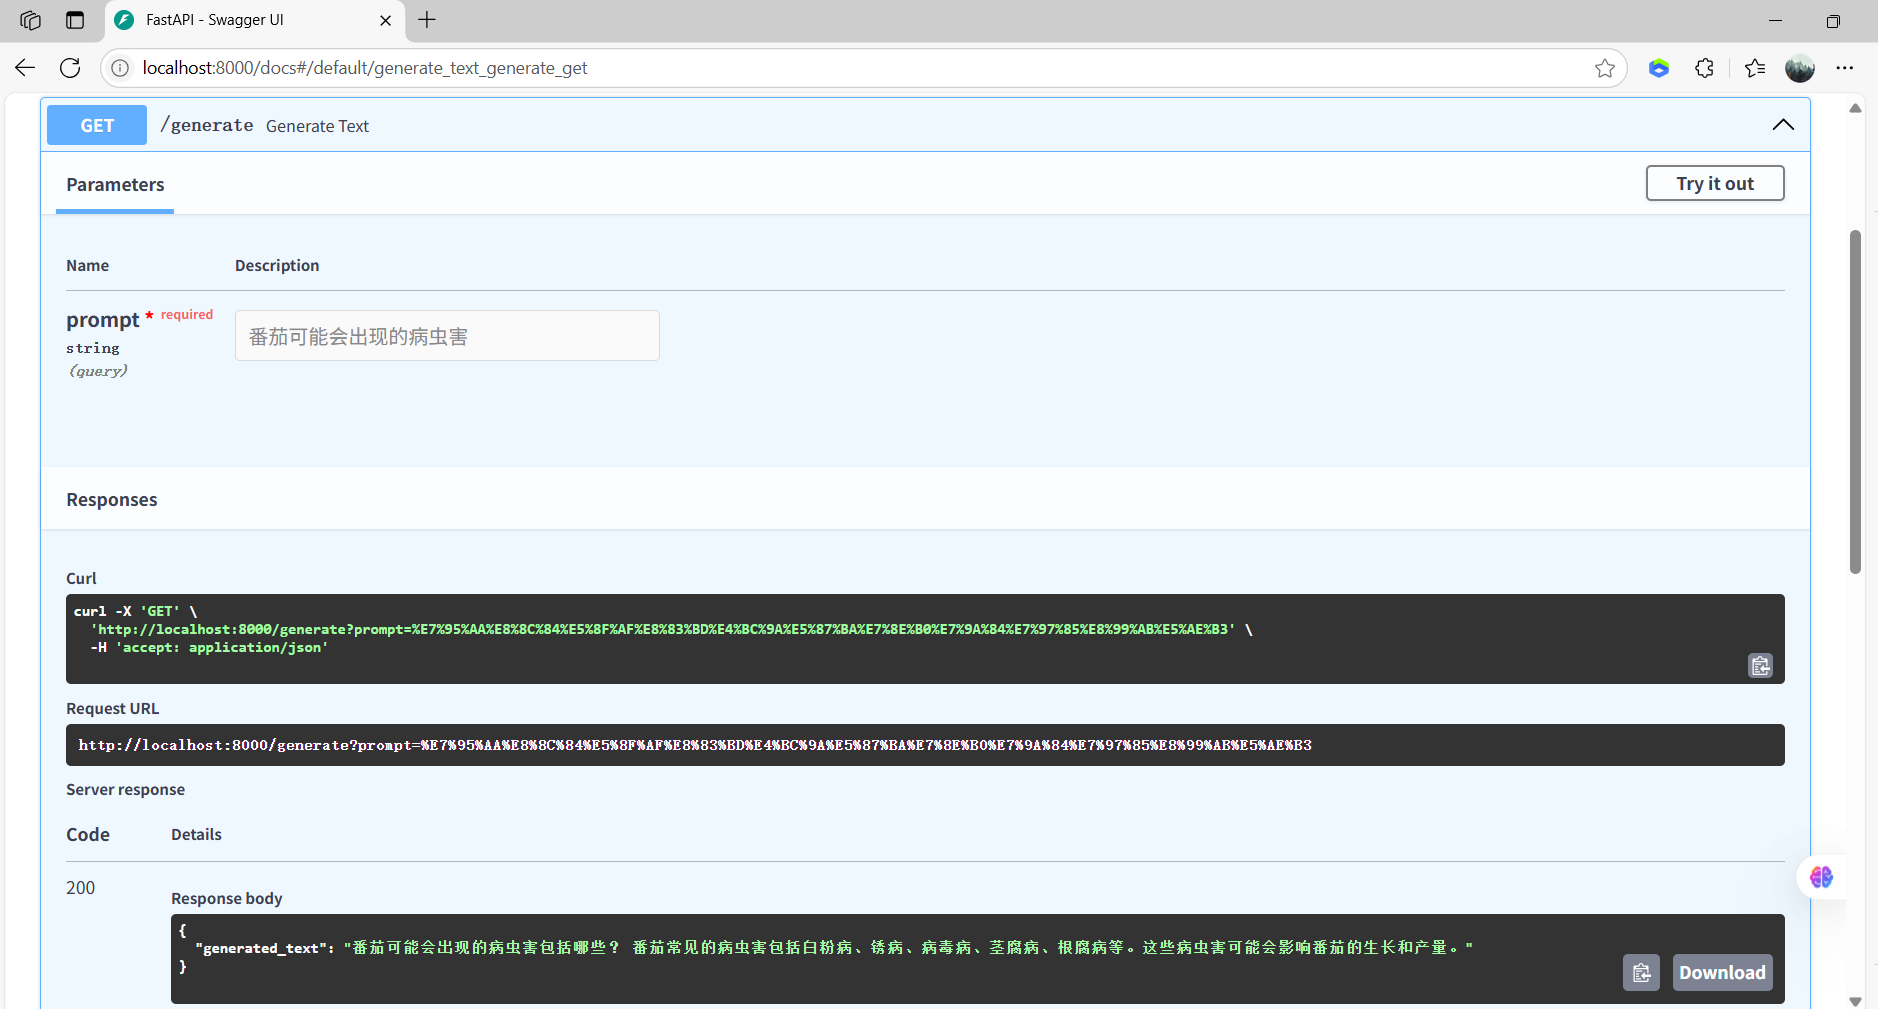 FastAPI - Swagger UI
localhost:8000/docs#/default/generate_text_generate_get
GET /generate Generate Text
Parameters
Try it out
Name Description
prompt * required
string
(query)
番茄可能会出现的病虫害
Responses
Curl
curl -X 'GET' \
'http://localhost:8000/generate?prompt=%E7%95%AA%E8%8C%84%E5%8F%AF%E8%83%BD%E4%BC%9A%E5%87%BA%E7%8E%B0%E7%9A%84%E7%97%85%E8%99%AB%E5%AE%B3' \
-H 'accept: application/json'
Request URL
http://localhost:8000/generate?prompt=%E7%95%AA%E8%8C%84%E5%8F%AF%E8%83%BD%E4%BC%9A%E5%87%BA%E7%8E%B0%E7%9A%84%E7%97%85%E8%99%AB%E5%AE%B3
Server response
Code Details
200
Response body
{
"generated_text": "番茄可能会出现的病虫害包括哪些？ 番茄常见的病虫害包括白粉病、锈病、病毒病、茎腐病、根腐病等。这些病虫害可能会影响番茄的生长和产量。"
}
Download